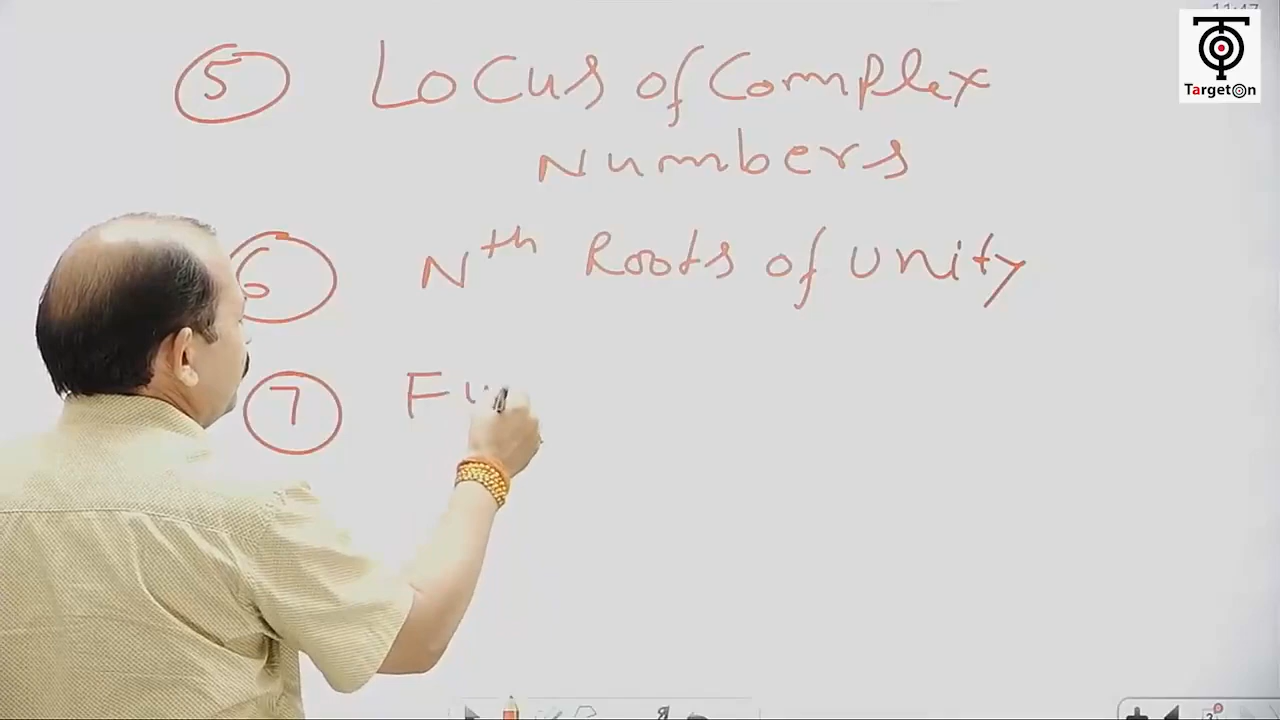 TargetOn
5 Locus of Complex
Numbers
6 Nth Roots of Unity
7